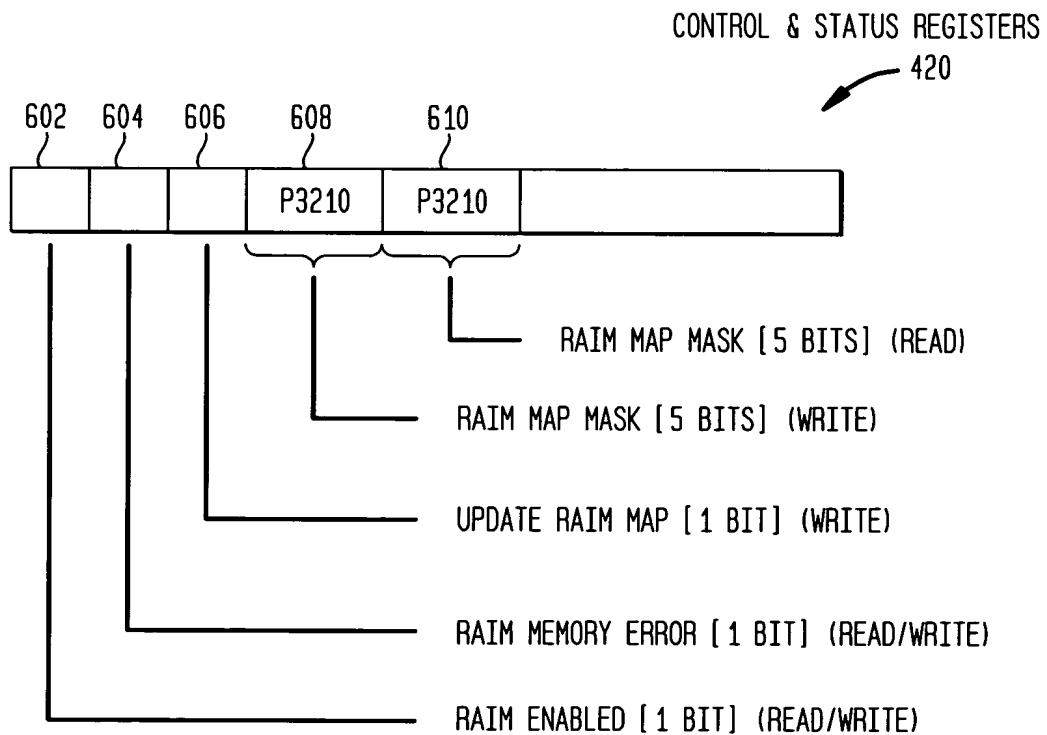 CONTROL & STATUS REGISTERS
420
602 604 606 608 610
P3210 P3210
RAIM MAP MASK [5 BITS] (READ)
RAIM MAP MASK [5 BITS] (WRITE)
UPDATE RAIM MAP [1 BIT] (WRITE)
RAIM MEMORY ERROR [1 BIT] (READ/WRITE)
RAIM ENABLED [1 BIT] (READ/WRITE)